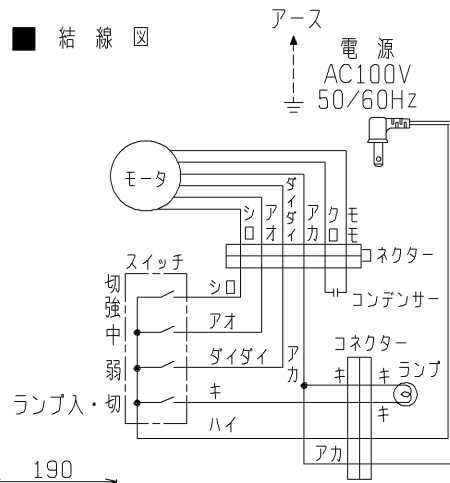 ■ 結線図
アース
電源
AC100V
50/60Hz
モータ
シロ
アオ
ダイダイ
アカ
クロ
モモ
コネクター
スイッチ
切
強
中
弱
ランプ入・切
シロ
アオ
ダイダイ
キ
ハイ
アカ
コンデンサー
コネクター
キ
キ
ランプ
キ
アカ
190